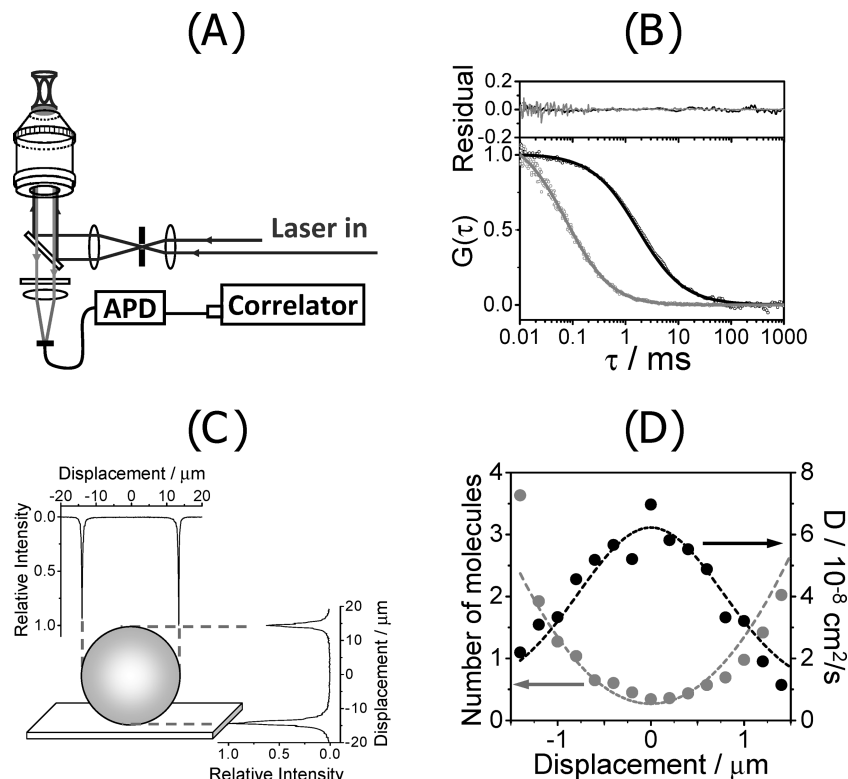 (A)
Laser in
APD
Correlator
(B)
Residual
0.2
0.0
-0.2
G(τ)
1.0
0.5
0.0
0.01 0.1 1 10 100 1000
τ / ms
(C)
Displacement / μm
-20 -10 0 10 20
Relative Intensity
0.0
0.5
1.0
20
10
0
-10
-20
Displacement / μm
1.0 0.5 0.0
Relative Intensity
(D)
Number of molecules
4
3
2
1
0
8
6
4
2
0
D / 10⁻⁸ cm²/s
-1 0 1
Displacement / μm